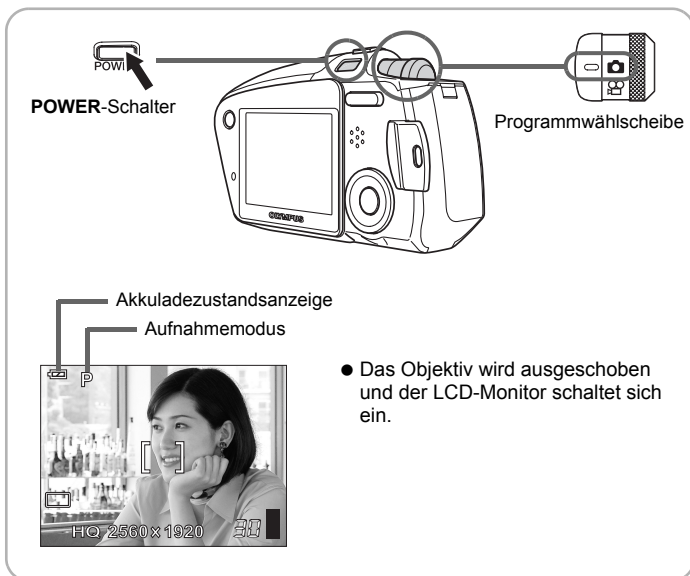 POWER
POWER-Schalter
Programmwählscheibe
OLYMPUS
Akkuladezustandsanzeige
Aufnahmemodus
P
HQ 2560×1920 30
● Das Objektiv wird ausgeschoben
und der LCD-Monitor schaltet sich
ein.